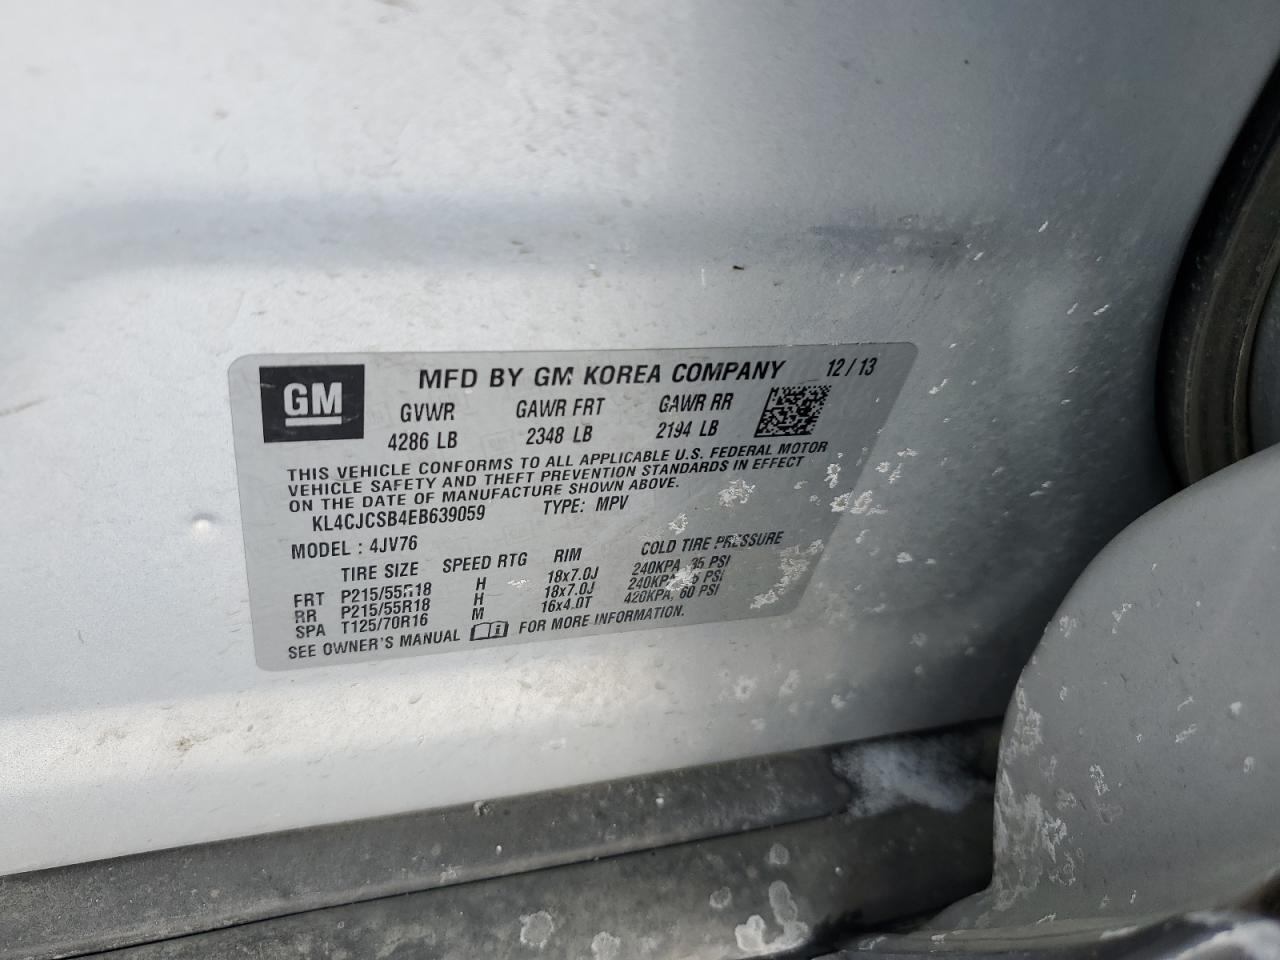 GM
MFD BY GM KOREA COMPANY 12/13
GVWR GAWR FRT GAWR RR
4286 LB 2348 LB 2194 LB
THIS VEHICLE CONFORMS TO ALL APPLICABLE U.S. FEDERAL MOTOR
VEHICLE SAFETY AND THEFT PREVENTION STANDARDS IN EFFECT
ON THE DATE OF MANUFACTURE SHOWN ABOVE.
KL4CJCSB4EB639059 TYPE: MPV
MODEL : 4JV76
TIRE SIZE SPEED RTG RIM COLD TIRE PRESSURE
FRT P215/55R18 H 18x7.0J 240KPA, 35 PSI
RR P215/55R18 H 18x7.0J 240KPA, PSI
SPA T125/70R16 M 16x4.0T 420KPA, 60 PSI
SEE OWNER'S MANUAL FOR MORE INFORMATION.